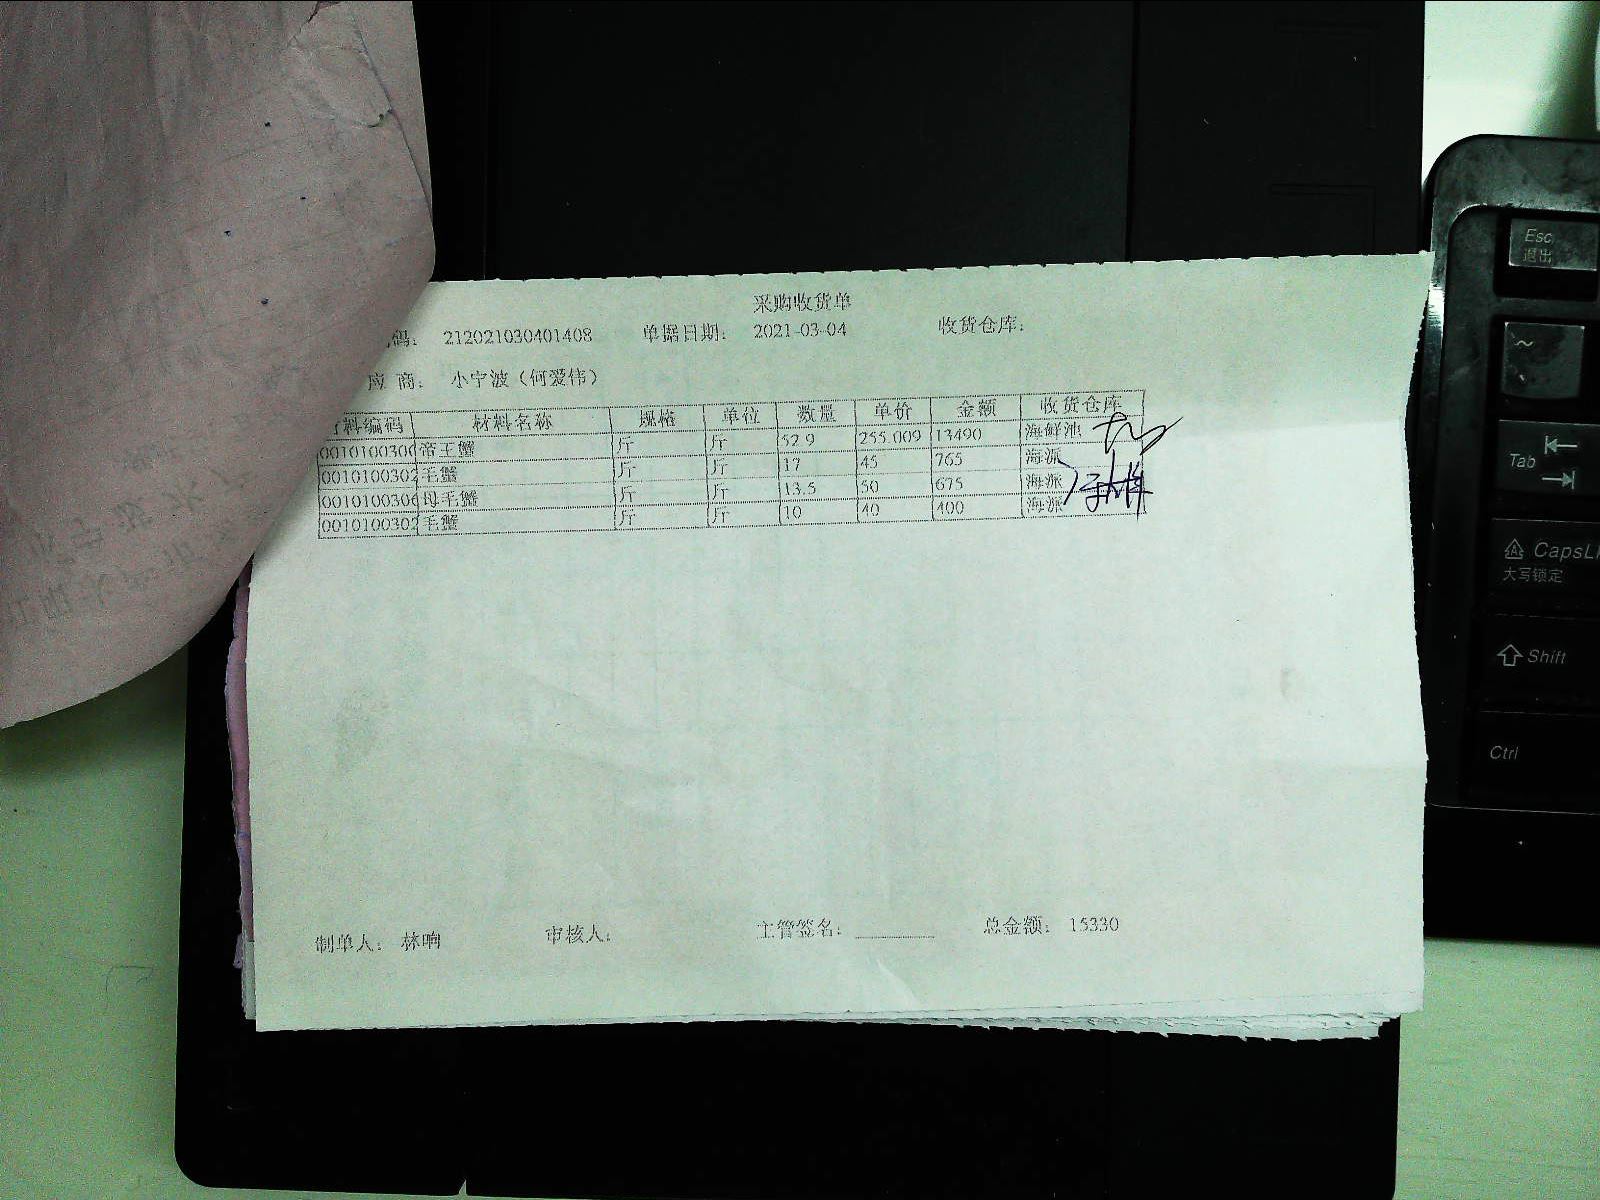 采购收货单
码: 212021030401408 单据日期: 2021-03-04 收货仓库:
应 商: 小宁波(何爱伟)
材料编码 材料名称 规格 单位 数量 单价 金额 收货仓库
0010100300 帝王蟹 斤 斤 52.9 255.009 13490 海鲜池
0010100302 毛蟹 斤 斤 17 45 765 海派
0010100300 母毛蟹 斤 斤 13.5 50 675 海派
0010100302 毛蟹 斤 斤 10 40 400 海派
制单人: 林响 审核人: 主管签名: 总金额: 15330
Esc
退出
~
、
Tab
CapsL
大写锁定
Shift
Ctrl